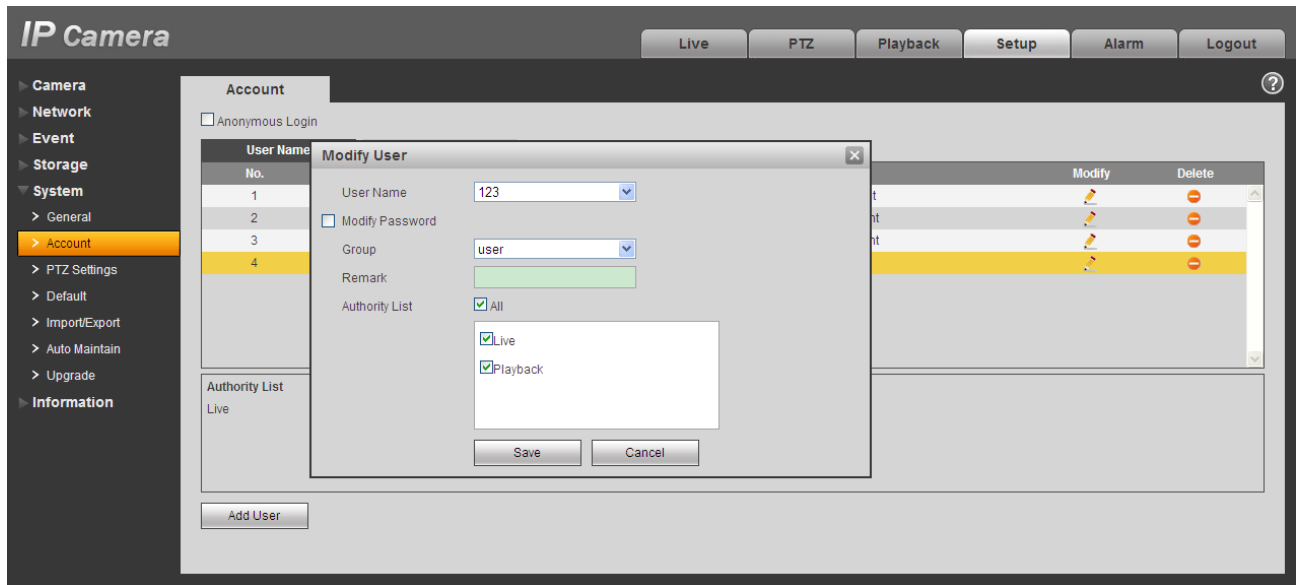 IP Camera
Live PTZ Playback Setup Alarm Logout
Camera
Network
Event
Storage
System
> General
> Account
> PTZ Settings
> Default
> Import/Export
> Auto Maintain
> Upgrade
Information
Account
?
Anonymous Login
User Name
No. Modify Delete
1
2
3
4
Modify User
User Name 123
Modify Password
Group user
Remark
Authority List All
Live
Playback
Save Cancel
Authority List
Live
Add User